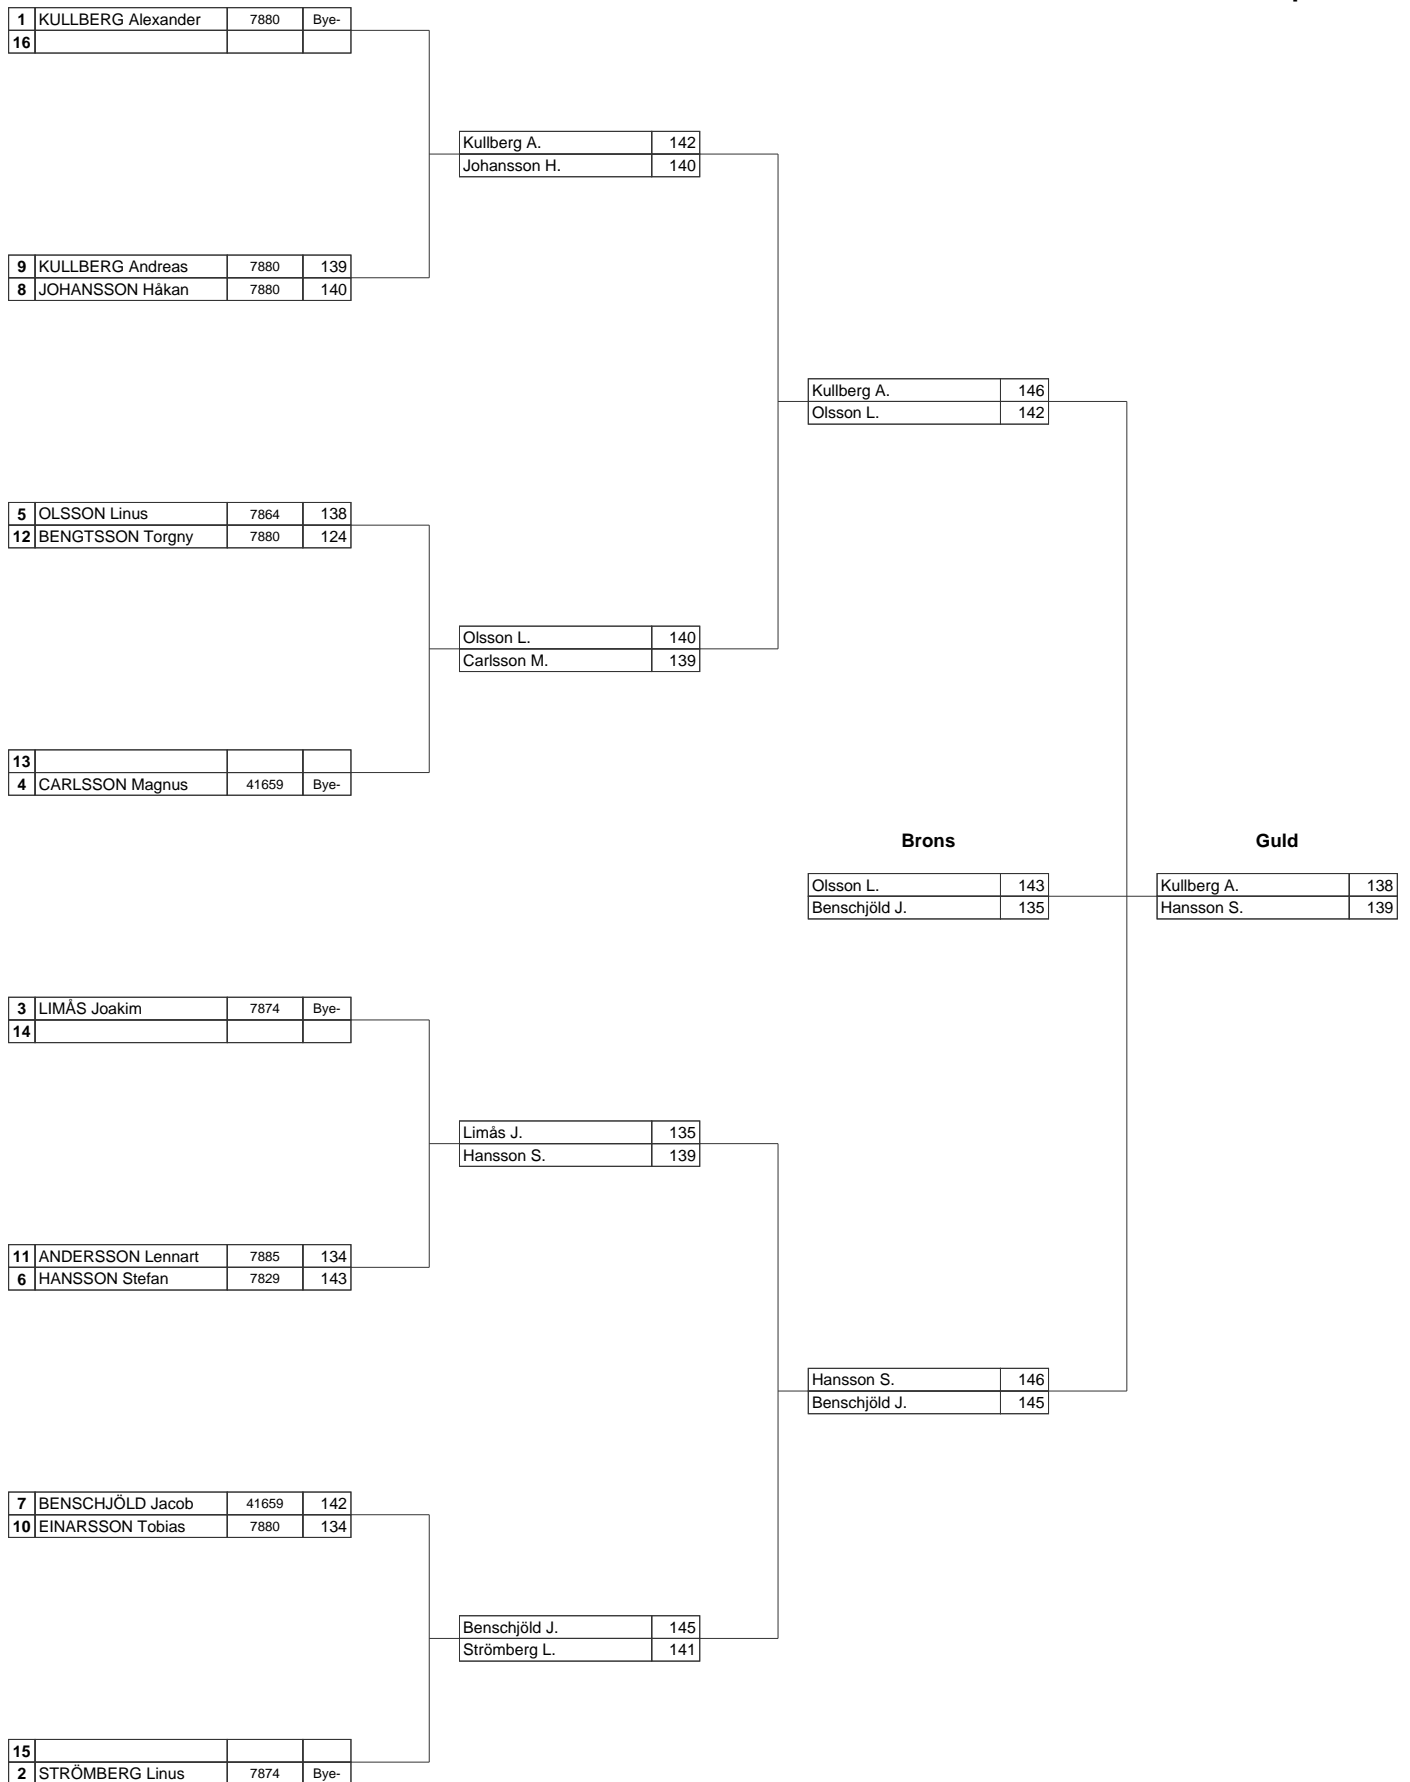 1 KULLBERG Alexander 7880 Bye-
16
Kullberg A. 142
Johansson H. 140
9 KULLBERG Andreas 7880 139
8 JOHANSSON Håkan 7880 140
Kullberg A. 146
Olsson L. 142
5 OLSSON Linus 7864 138
12 BENGTSSON Torgny 7880 124
Olsson L. 140
Carlsson M. 139
13
4 CARLSSON Magnus 41659 Bye-
Brons Guld
Olsson L. 143 Kullberg A. 138
Benschjöld J. 135 Hansson S. 139
3 LIMÅS Joakim 7874 Bye-
14
Limås J. 135
Hansson S. 139
11 ANDERSSON Lennart 7885 134
6 HANSSON Stefan 7829 143
Hansson S. 146
Benschjöld J. 145
7 BENSCHJÖLD Jacob 41659 142
10 EINARSSON Tobias 7880 134
Benschjöld J. 145
Strömberg L. 141
15
2 STRÖMBERG Linus 7874 Bye-